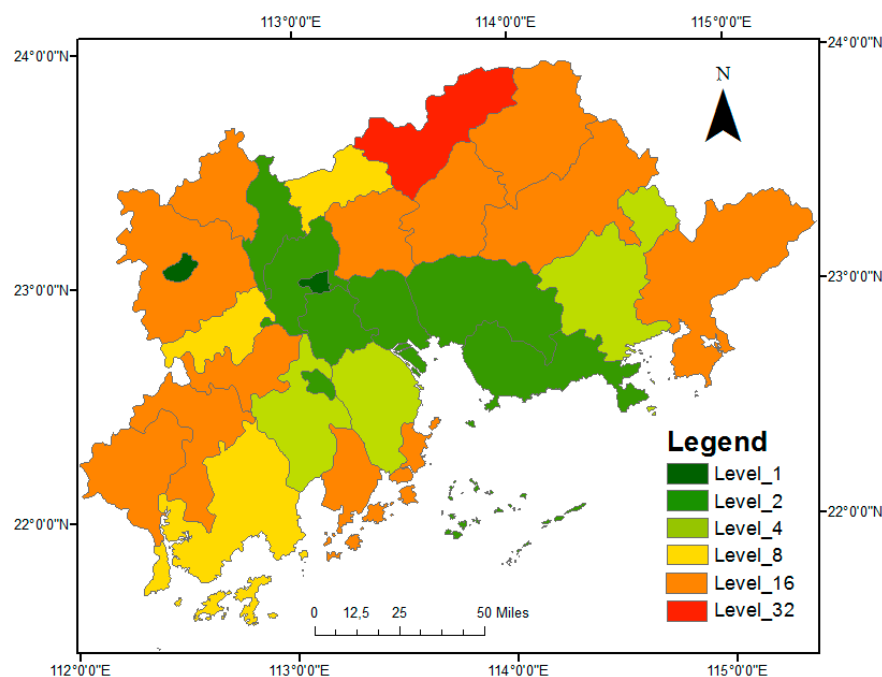 113°0'0"E 114°0'0"E 115°0'0"E
24°0'0"N 24°0'0"N
N
23°0'0"N 23°0'0"N
Legend
Level_1
Level_2
Level_4
Level_8
Level_16
Level_32
22°0'0"N 22°0'0"N
0 12,5 25 50 Miles
112°0'0"E 113°0'0"E 114°0'0"E 115°0'0"E